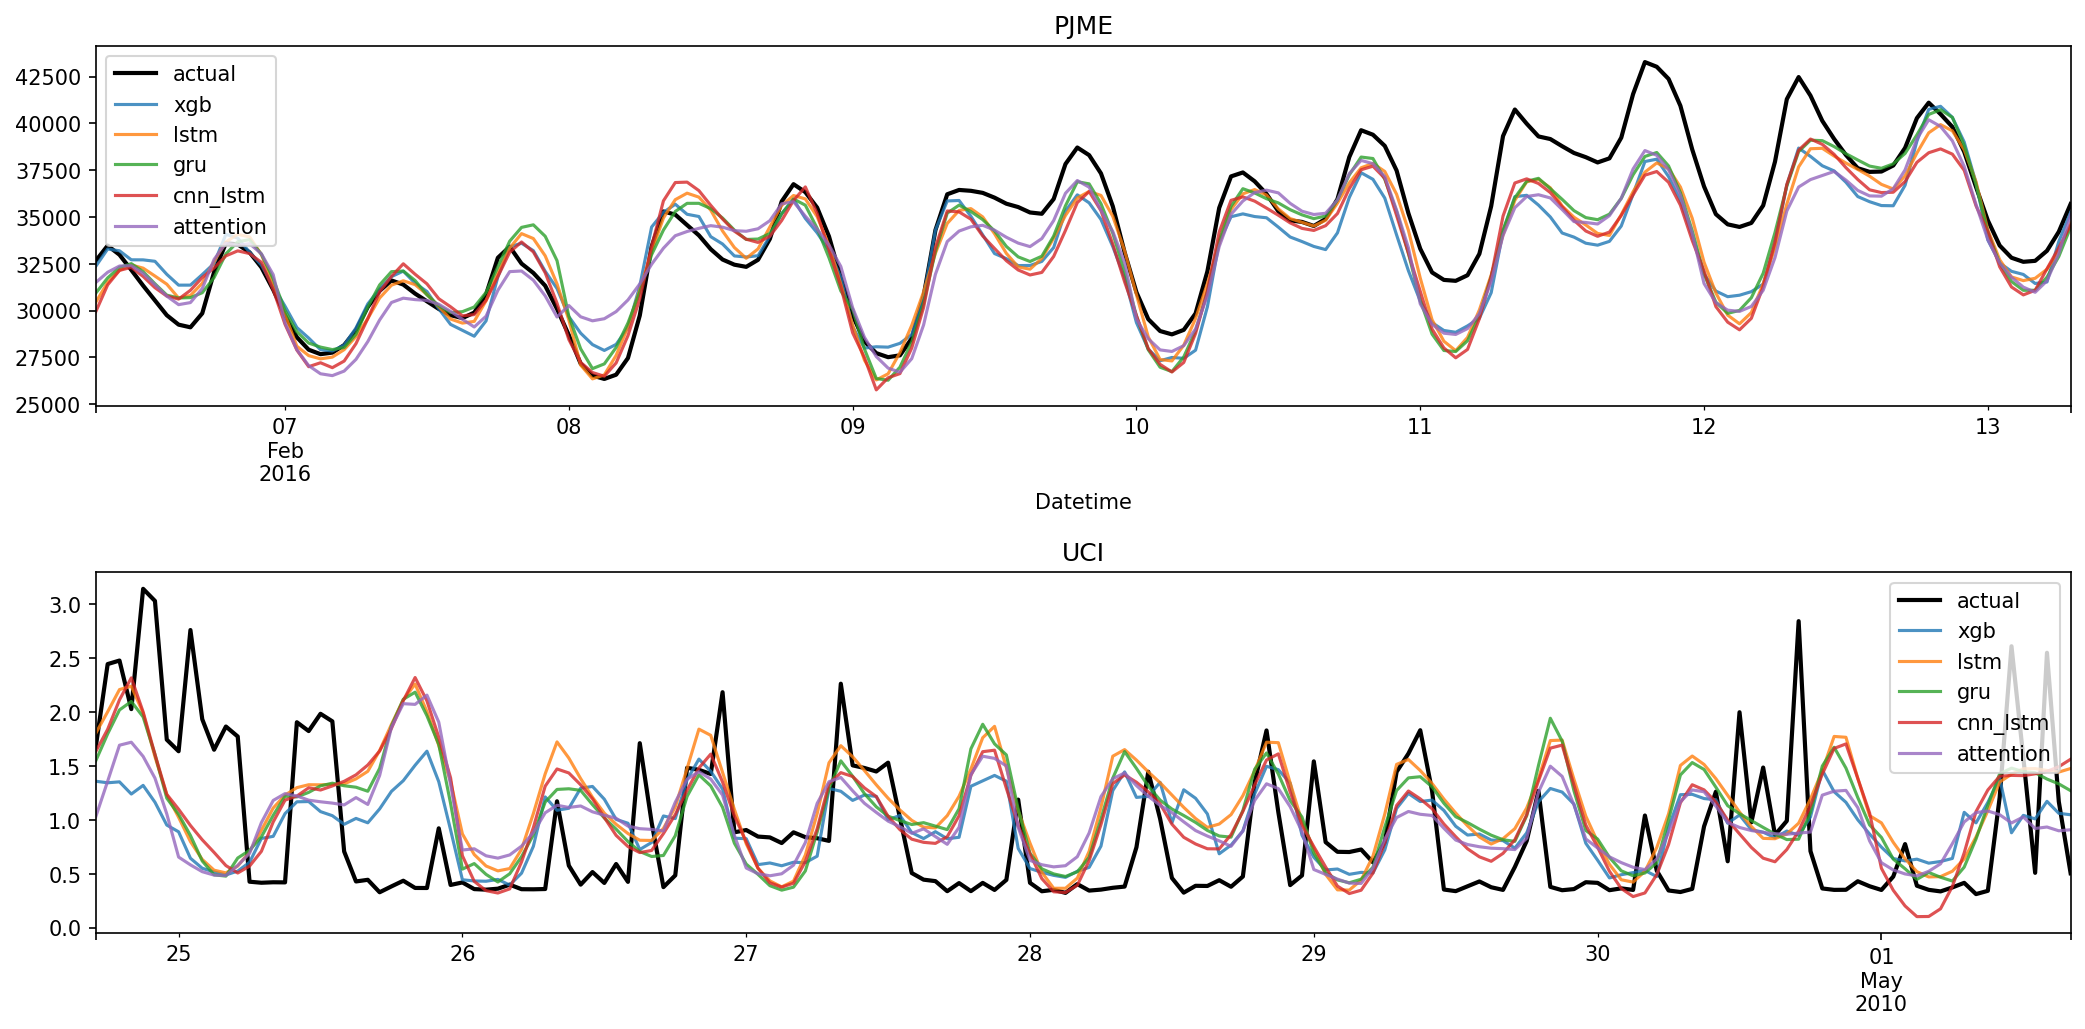 PJME
42500
40000
37500
35000
32500
30000
27500
25000
actual
xgb
lstm
gru
cnn_lstm
attention
07
08
09
10
11
12
13
Feb
2016
Datetime
UCI
3.0
2.5
2.0
1.5
1.0
0.5
0.0
actual
xgb
lstm
gru
cnn_lstm
attention
25
26
27
28
29
30
01
May
2010